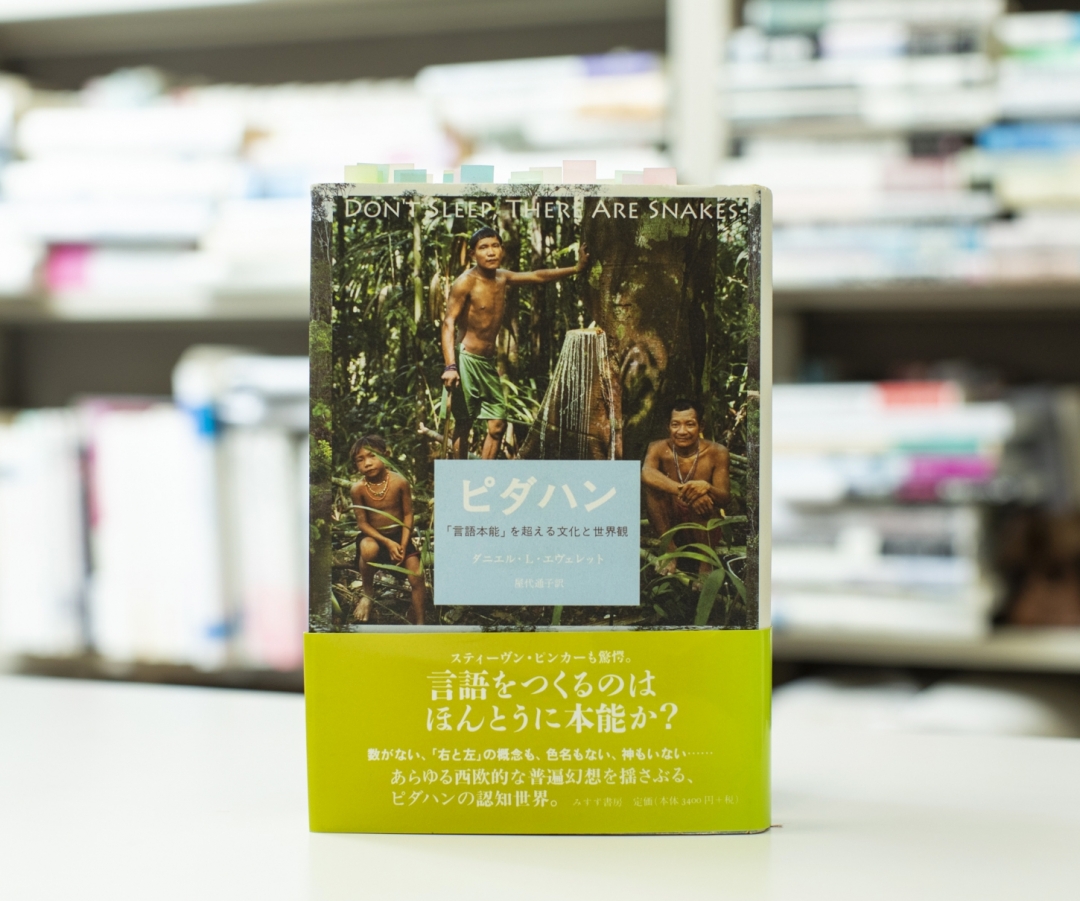 DON'T SLEEP, THERE ARE SNAKES
ピダハン
「言語本能」を超える文化と世界観
ダニエル・L・エヴェレット
屋代通子訳
スティーヴン・ピンカーも驚愕。
言語をつくるのは
ほんとうに本能か?
数がない、「右と左」の概念も、色名もない、神もいない……
あらゆる西欧的な普遍幻想を揺さぶる、
ピダハンの認知世界。 みすず書房 定価(本体3400円+税)